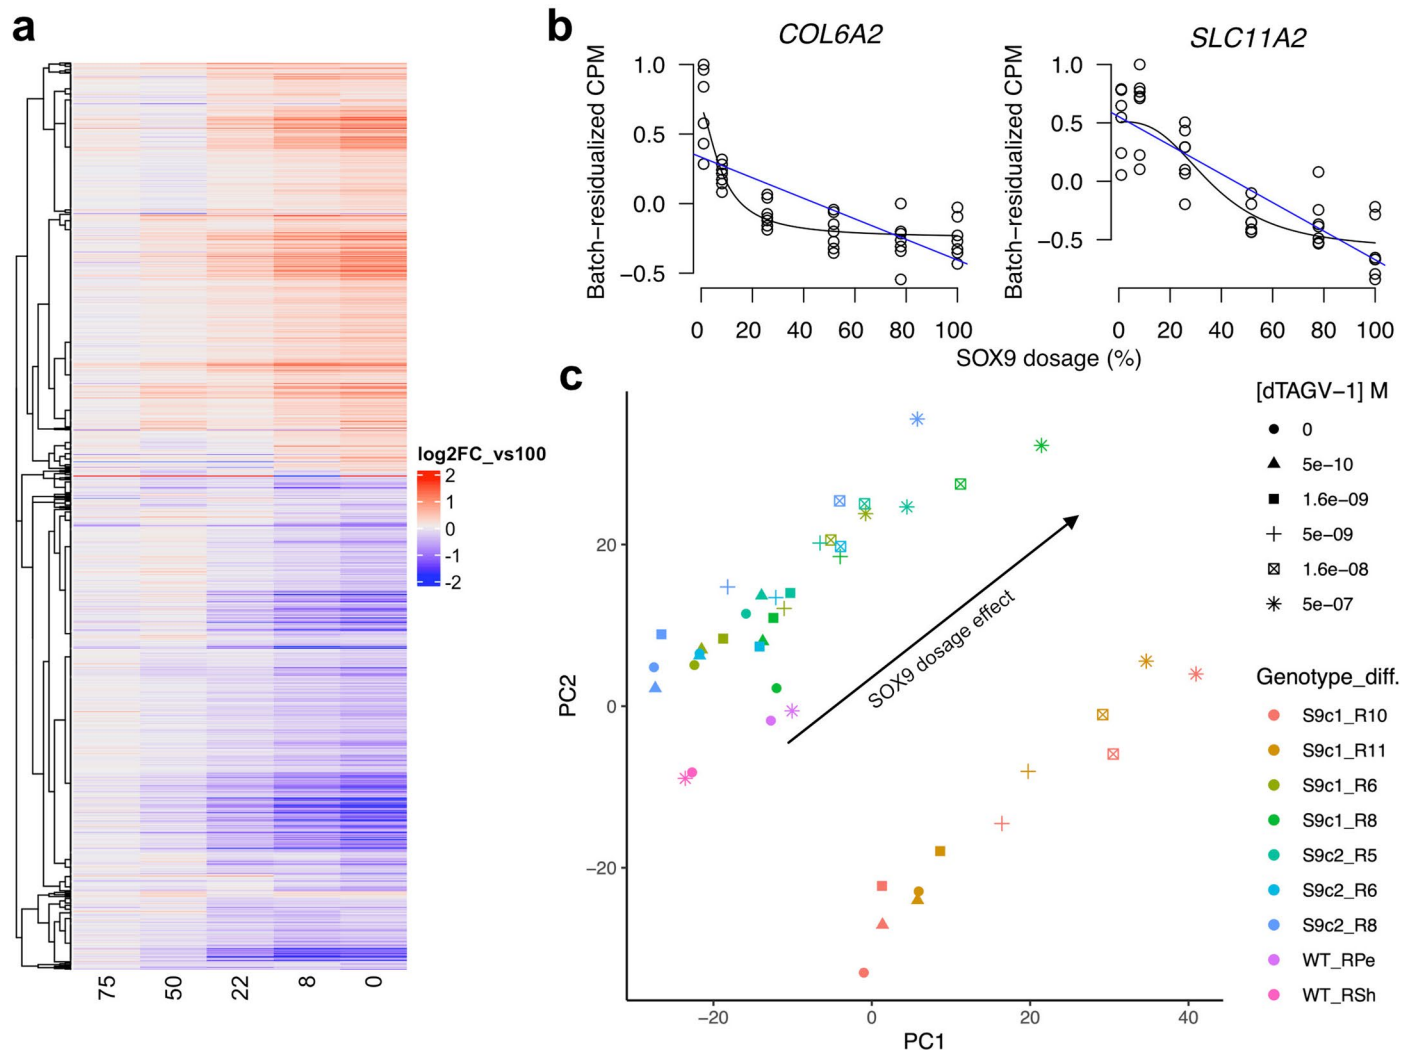 a
log2FC_vs100
2
1
0
-1
-2
75
50
22
8
0
b
COL6A2
Batch−residualized CPM
1.0
0.5
0.0
−0.5
0
20
40
60
80
100
SLC11A2
Batch−residualized CPM
1.0
0.5
0.0
−0.5
0
20
40
60
80
100
SOX9 dosage (%)
c
PC2
20
0
−20
SOX9 dosage effect
−20
0
20
40
PC1
[dTAGV−1] M
0
5e−10
1.6e−09
5e−09
1.6e−08
5e−07
Genotype_diff.
S9c1_R10
S9c1_R11
S9c1_R6
S9c1_R8
S9c2_R5
S9c2_R6
S9c2_R8
WT_RPe
WT_RSh